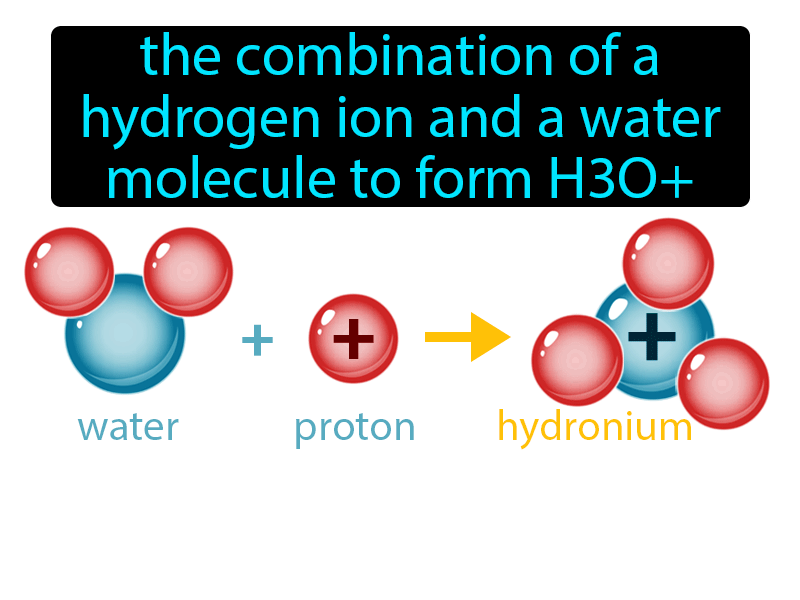 the combination of a
hydrogen ion and a water
molecule to form H3O+
+ + +
water proton hydronium